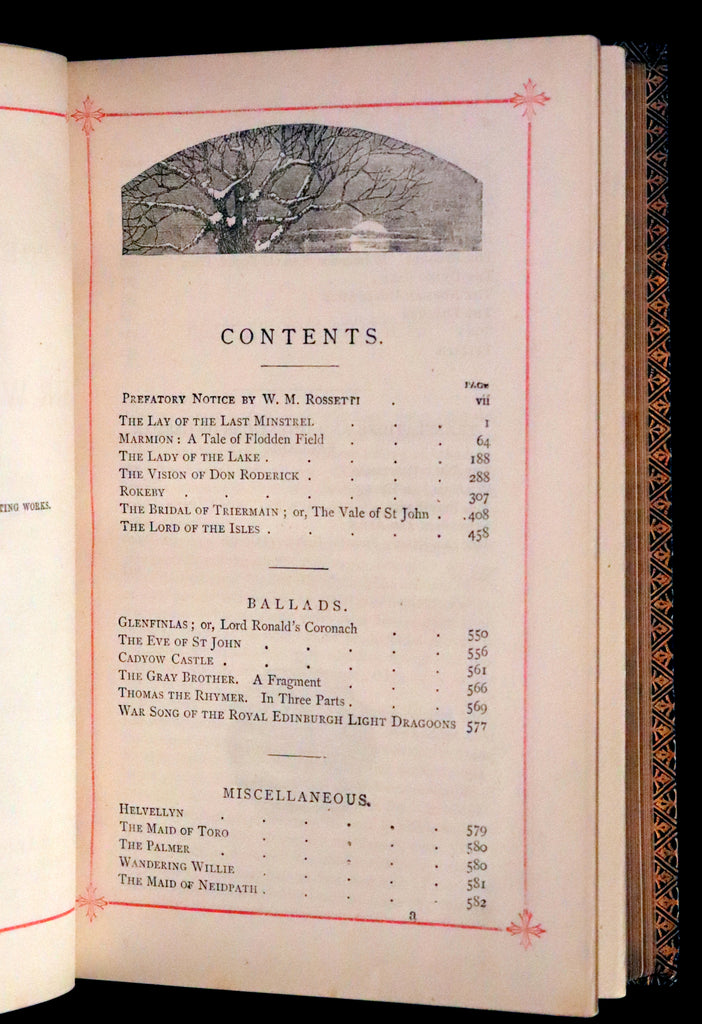 TING WORKS.
CONTENTS.
PAGE
PREFATORY NOTICE BY W. M. ROSSETTI . vii
THE LAY OF THE LAST MINSTREL . . . 1
MARMION: A Tale of Flodden Field . . . 64
THE LADY OF THE LAKE . . . . . 188
THE VISION OF DON RODERICK . . . . 288
ROKEBY . . . . . . . 307
THE BRIDAL OF TRIERMAIN; or, The Vale of St John . . 408
THE LORD OF THE ISLES . . . . . 458
BALLADS.
GLENFINLAS; or, Lord Ronald's Coronach . . 550
THE EVE OF ST JOHN . . . . . 556
CADYOW CASTLE . . . . . . 561
THE GRAY BROTHER. A Fragment . . . 566
THOMAS THE RHYMER. In Three Parts . . . 569
WAR SONG OF THE ROYAL EDINBURGH LIGHT DRAGOONS 577
MISCELLANEOUS.
HELVELLYN . . . . . . 579
THE MAID OF TORO . . . . . 580
THE PALMER . . . . . . 580
WANDERING WILLIE . . . . . 581
THE MAID OF NEIDPATH . . . . . 582
a